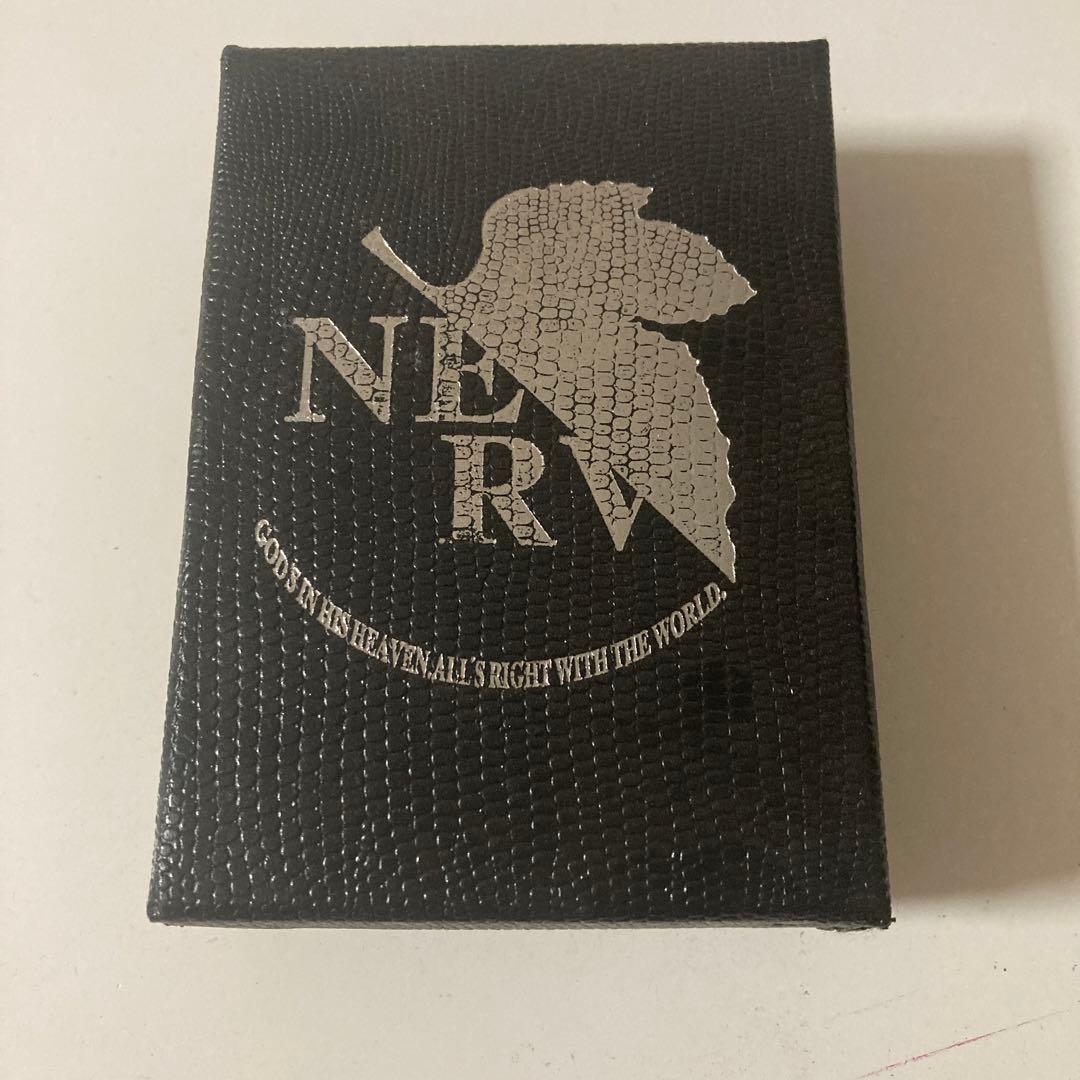 NE
RV
GOD'S IN HIS HEAVEN.ALL'S RIGHT WITH THE WORLD.